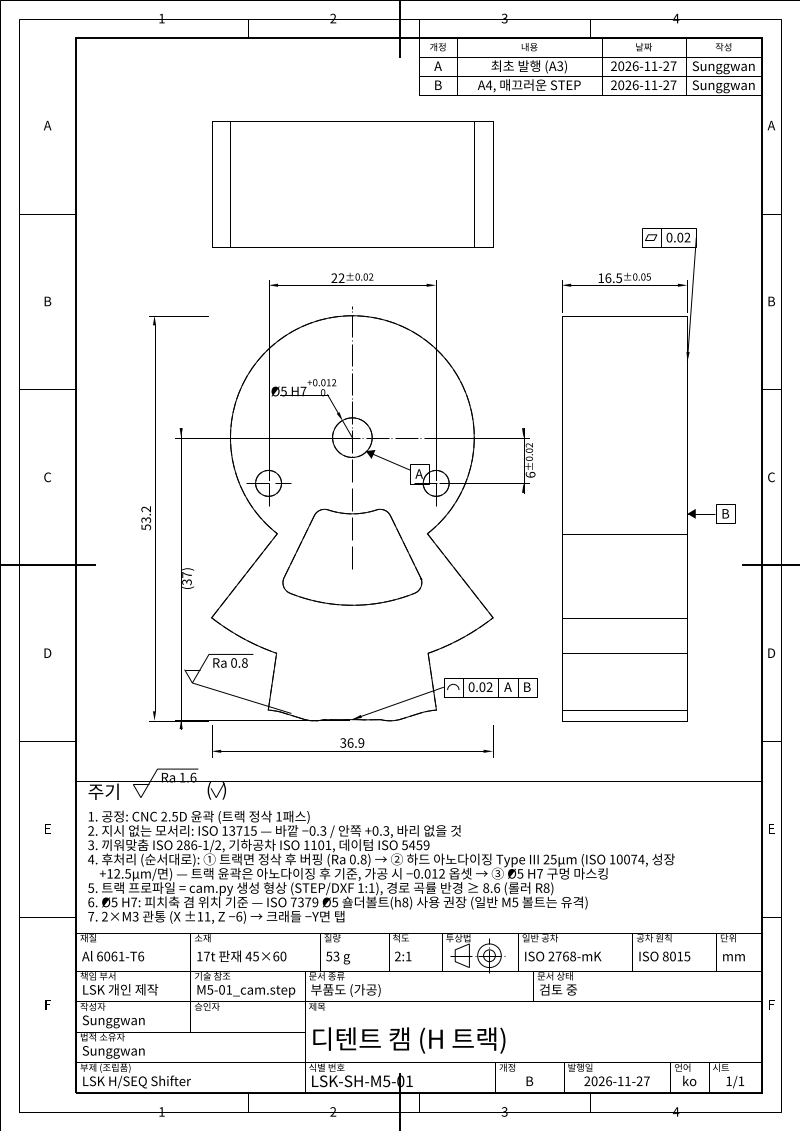 1 2 3 4
개정 내용 날짜 작성
A 최초 발행 (A3) 2026-11-27 Sunggwan
B A4, 매끄러운 STEP 2026-11-27 Sunggwan
A A
0.02
22±0.02
16.5±0.05
B B
⌀5 H7 +0.012 0
A
6±0.02
C C
53.2
B
(37)
D D
Ra 0.8
0.02 A B
36.9
주기 Ra 1.6 (√)
E E
1. 공정: CNC 2.5D 윤곽 (트랙 정삭 1패스)
2. 지시 없는 모서리: ISO 13715 — 바깥 −0.3 / 안쪽 +0.3, 바리 없을 것
3. 끼워맞춤 ISO 286-1/2, 기하공차 ISO 1101, 데이텀 ISO 5459
4. 후처리 (순서대로): ① 트랙면 정삭 후 버핑 (Ra 0.8) → ② 하드 아노다이징 Type III 25µm (ISO 10074, 성장
+12.5µm/면) — 트랙 윤곽은 아노다이징 후 기준, 가공 시 −0.012 옵셋 → ③ ⌀5 H7 구멍 마스킹
5. 트랙 프로파일 = cam.py 생성 형상 (STEP/DXF 1:1), 경로 곡률 반경 ≥ 8.6 (롤러 R8)
6. ⌀5 H7: 피치축 겸 위치 기준 — ISO 7379 ⌀5 숄더볼트(h8) 사용 권장 (일반 M5 볼트는 유격)
7. 2×M3 관통 (X ±11, Z −6) → 크래들 −Y면 탭
재질 소재 질량 척도 투상법 일반 공차 공차 원칙 단위
Al 6061-T6 17t 판재 45×60 53 g 2:1 ISO 2768-mK ISO 8015 mm
책임 부서 기술 참조 문서 종류 문서 상태
LSK 개인 제작 M5-01_cam.step 부품도 (가공) 검토 중
F F
작성자 승인자 제목
Sunggwan
디텐트 캠 (H 트랙)
법적 소유자
Sunggwan
부제 (조립품) 식별 번호 개정 발행일 언어 시트
LSK H/SEQ Shifter LSK-SH-M5-01 B 2026-11-27 ko 1/1
1 2 3 4